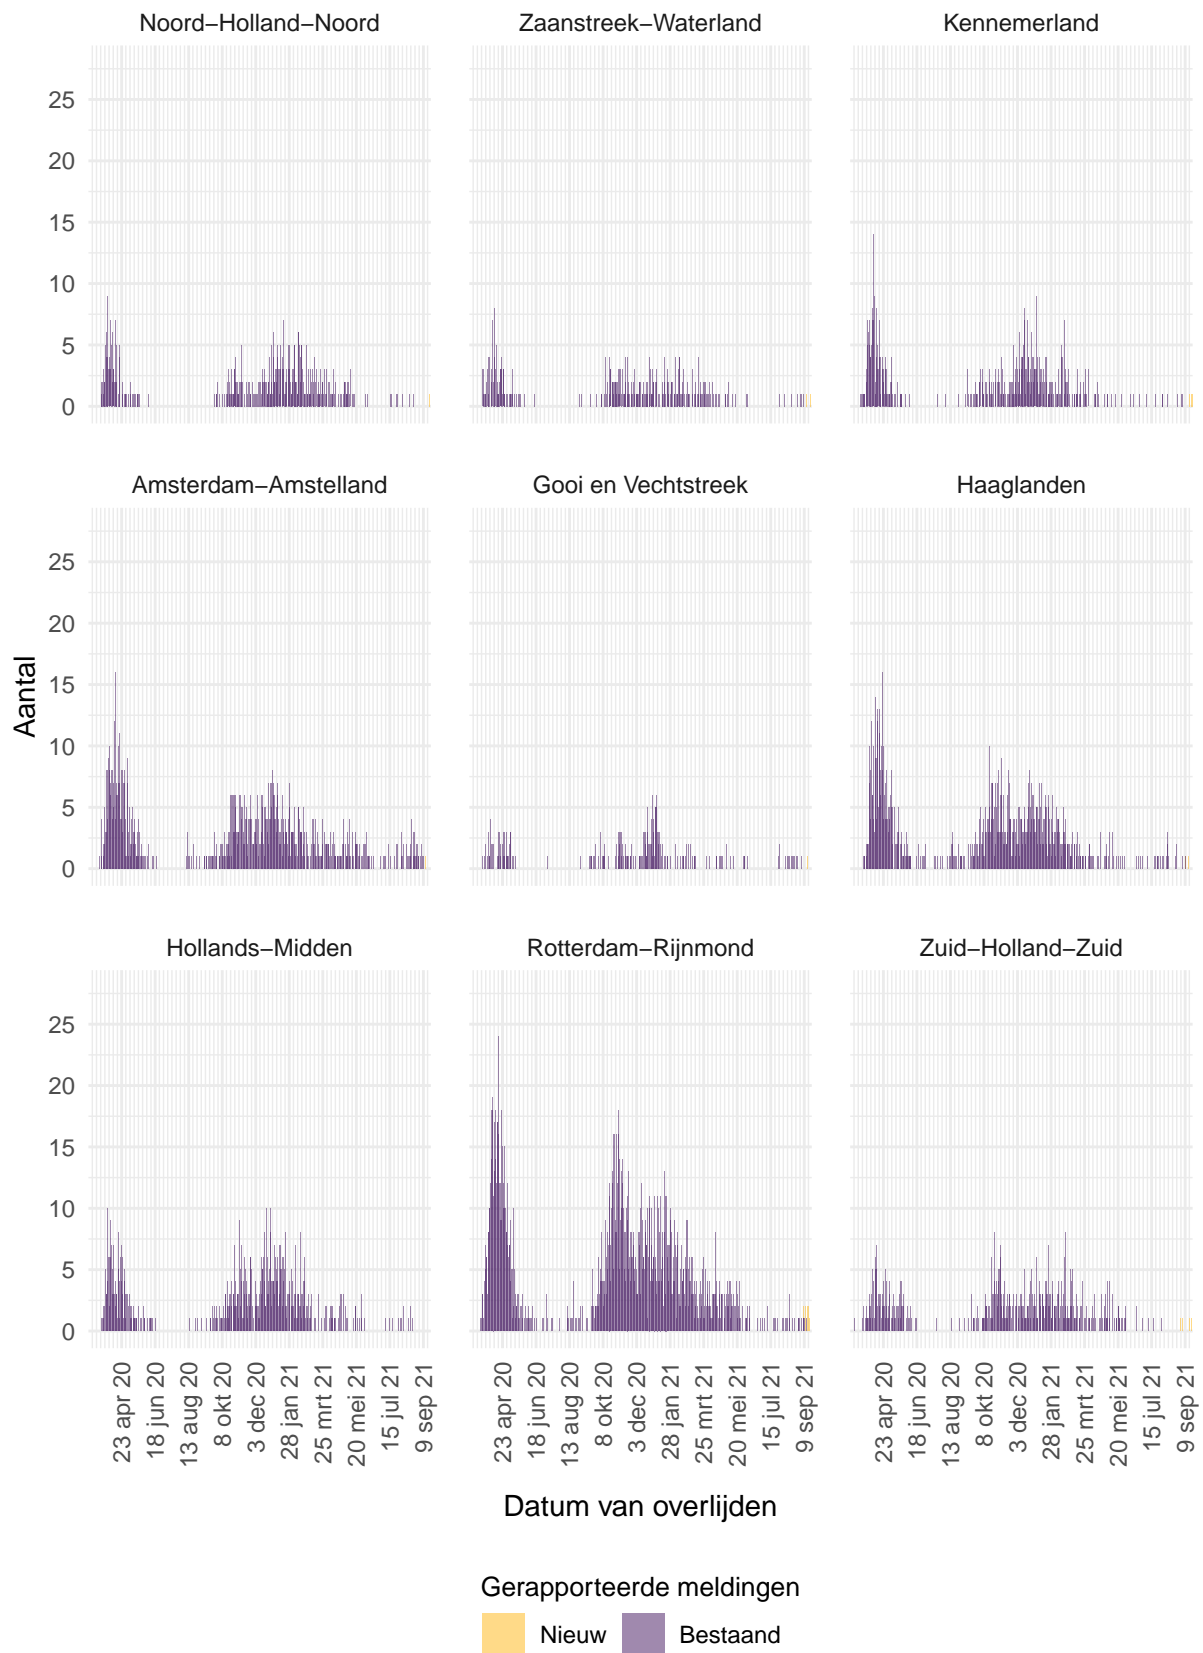 Noord−Holland−Noord
Zaanstreek−Waterland
Kennemerland
25
20
15
10
5
0
Amsterdam−Amstelland
Gooi en Vechtstreek
Haaglanden
25
20
15
10
5
0
Aantal
Hollands−Midden
Rotterdam−Rijnmond
Zuid−Holland−Zuid
25
20
15
10
5
0
23 apr 20
18 jun 20
13 aug 20
8 okt 20
3 dec 20
28 jan 21
25 mrt 21
20 mei 21
15 jul 21
9 sep 21
23 apr 20
18 jun 20
13 aug 20
8 okt 20
3 dec 20
28 jan 21
25 mrt 21
20 mei 21
15 jul 21
9 sep 21
23 apr 20
18 jun 20
13 aug 20
8 okt 20
3 dec 20
28 jan 21
25 mrt 21
20 mei 21
15 jul 21
9 sep 21
Datum van overlijden
Gerapporteerde meldingen
Nieuw
Bestaand